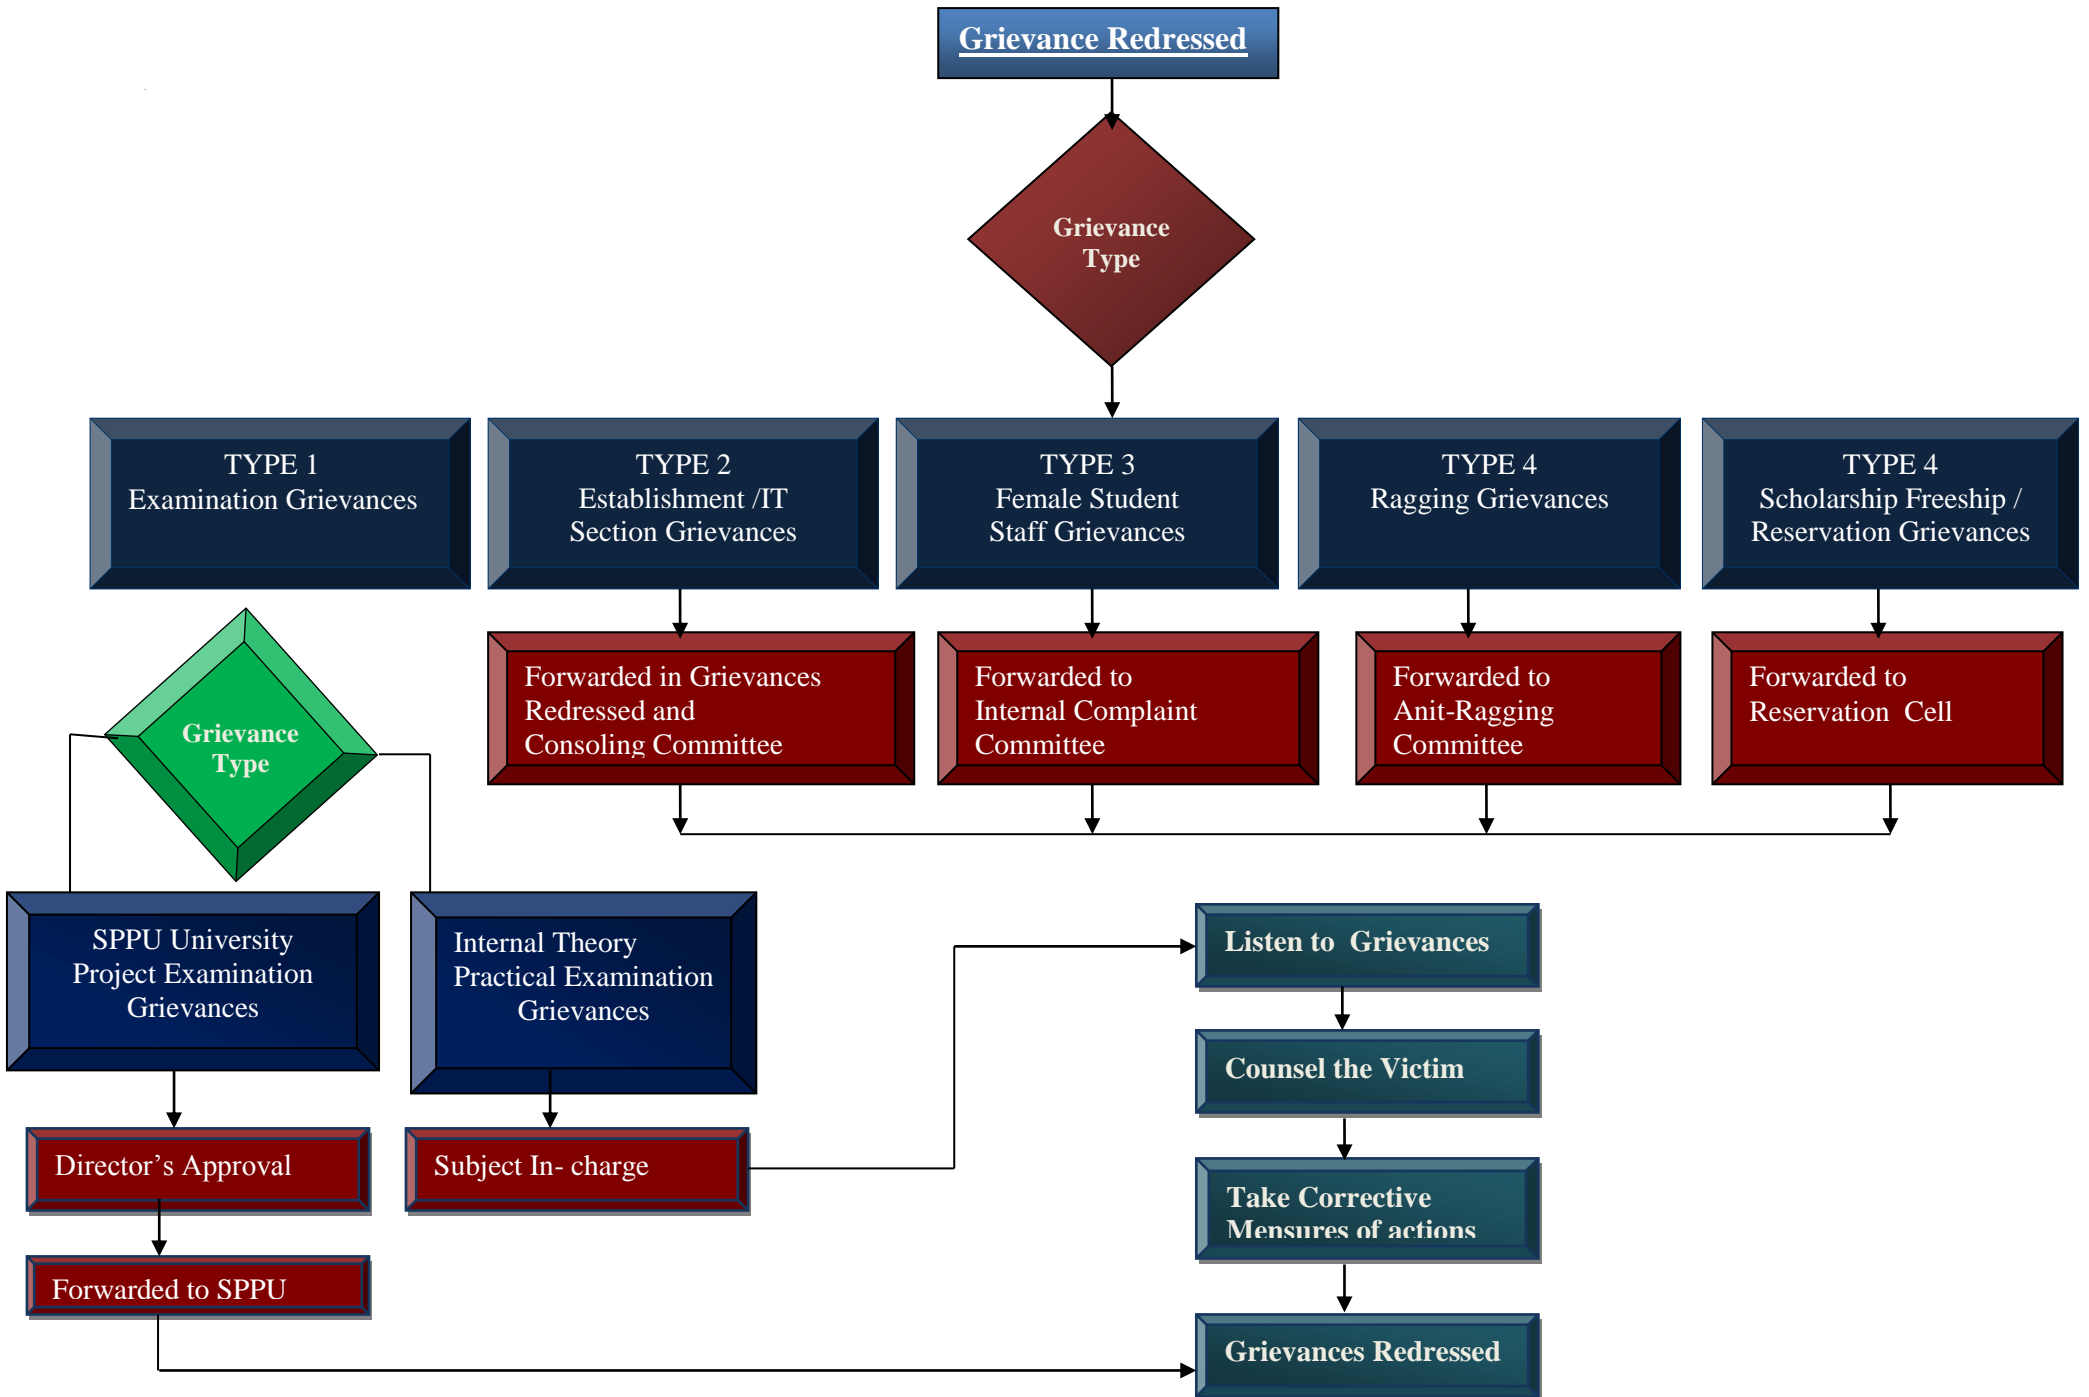 Grievance Redressed
Grievance
Type
TYPE 1
Examination Grievances
TYPE 2
Establishment /IT
Section Grievances
TYPE 3
Female Student
Staff Grievances
TYPE 4
Ragging Grievances
TYPE 4
Scholarship Freeship /
Reservation Grievances
Forwarded in Grievances
Redressed and
Consoling Committee
Forwarded to
Internal Complaint
Committee
Forwarded to
Anit-Ragging
Committee
Forwarded to
Reservation Cell
Grievance
Type
SPPU University
Project Examination
Grievances
Internal Theory
Practical Examination
Grievances
Director’s Approval
Forwarded to SPPU
Subject In- charge
Listen to Grievances
Counsel the Victim
Take Corrective
Mensures of actions
Grievances Redressed